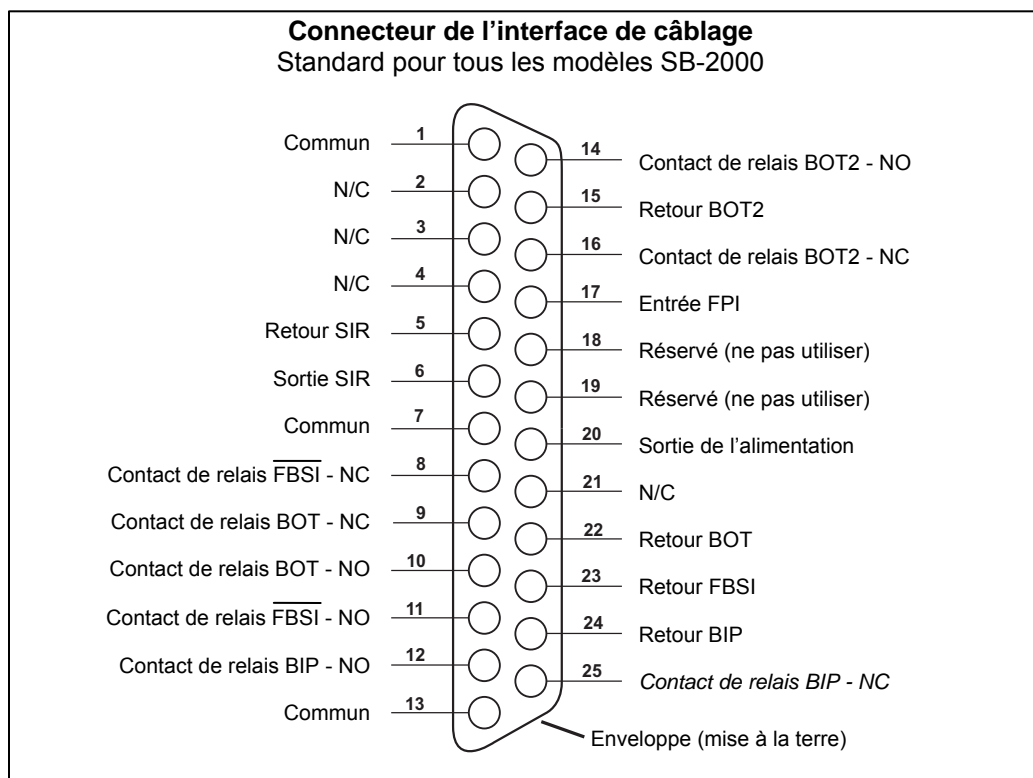 Connecteur de l’interface de câblage
Standard pour tous les modèles SB-2000
Commun 1
N/C 2
N/C 3
N/C 4
Retour SIR 5
Sortie SIR 6
Commun 7
Contact de relais FBSI - NC 8
Contact de relais BOT - NC 9
Contact de relais BOT - NO 10
Contact de relais FBSI - NO 11
Contact de relais BIP - NO 12
Commun 13
14 Contact de relais BOT2 - NO
15 Retour BOT2
16 Contact de relais BOT2 - NC
17 Entrée FPI
18 Réservé (ne pas utiliser)
19 Réservé (ne pas utiliser)
20 Sortie de l’alimentation
21 N/C
22 Retour BOT
23 Retour FBSI
24 Retour BIP
25 Contact de relais BIP - NC
Enveloppe (mise à la terre)